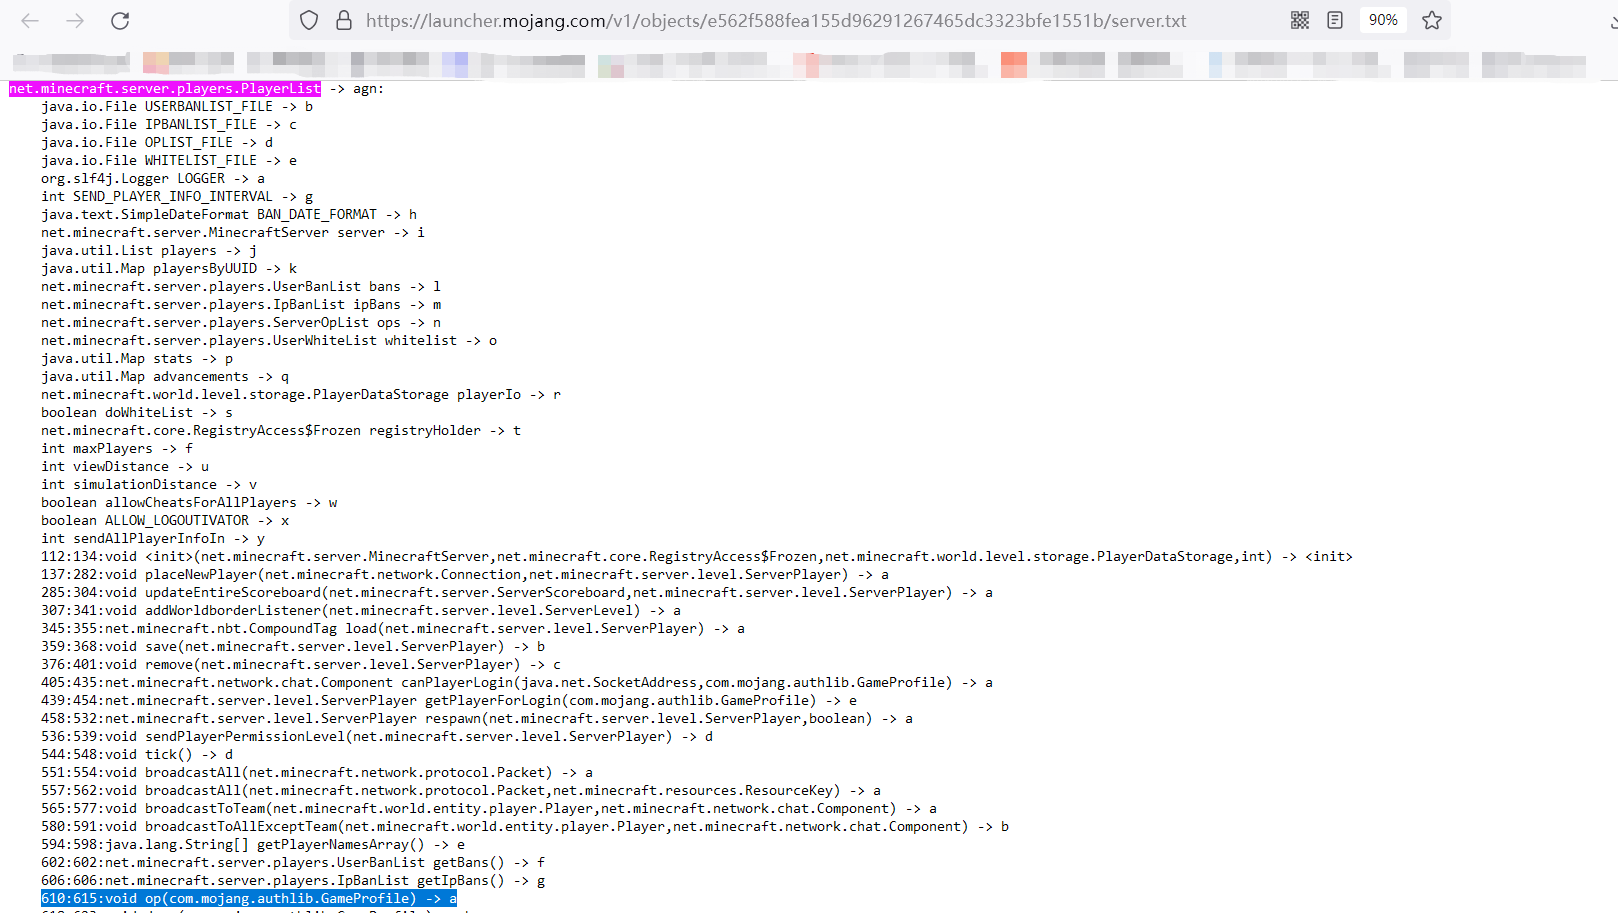 https://launcher.mojang.com/v1/objects/e562f588fea155d96291267465dc3323bfe1551b/server.txt
90%
net.minecraft.server.players.PlayerList -> agn:
java.io.File USERBANLIST_FILE -> b
java.io.File IPBANLIST_FILE -> c
java.io.File OPLIST_FILE -> d
java.io.File WHITELIST_FILE -> e
org.slf4j.Logger LOGGER -> a
int SEND_PLAYER_INFO_INTERVAL -> g
java.text.SimpleDateFormat BAN_DATE_FORMAT -> h
net.minecraft.server.MinecraftServer server -> i
java.util.List players -> j
java.util.Map playersByUUID -> k
net.minecraft.server.players.UserBanList bans -> l
net.minecraft.server.players.IpBanList ipBans -> m
net.minecraft.server.players.ServerOpList ops -> n
net.minecraft.server.players.UserWhiteList whitelist -> o
java.util.Map stats -> p
java.util.Map advancements -> q
net.minecraft.world.level.storage.PlayerDataStorage playerIo -> r
boolean doWhiteList -> s
net.minecraft.core.RegistryAccess$Frozen registryHolder -> t
int maxPlayers -> f
int viewDistance -> u
int simulationDistance -> v
boolean allowCheatsForAllPlayers -> w
boolean ALLOW_LOGOUTIVATOR -> x
int sendAllPlayerInfoIn -> y
112:134:void <init>(net.minecraft.server.MinecraftServer,net.minecraft.core.RegistryAccess$Frozen,net.minecraft.world.level.storage.PlayerDataStorage,int) -> <init>
137:282:void placeNewPlayer(net.minecraft.network.Connection,net.minecraft.server.level.ServerPlayer) -> a
285:304:void updateEntireScoreboard(net.minecraft.server.ServerScoreboard,net.minecraft.server.level.ServerPlayer) -> a
307:341:void addWorldborderListener(net.minecraft.server.level.ServerLevel) -> a
345:355:net.minecraft.nbt.CompoundTag load(net.minecraft.server.level.ServerPlayer) -> a
359:368:void save(net.minecraft.server.level.ServerPlayer) -> b
376:401:void remove(net.minecraft.server.level.ServerPlayer) -> c
405:435:net.minecraft.network.chat.Component canPlayerLogin(java.net.SocketAddress,com.mojang.authlib.GameProfile) -> a
439:454:net.minecraft.server.level.ServerPlayer getPlayerForLogin(com.mojang.authlib.GameProfile) -> e
458:532:net.minecraft.server.level.ServerPlayer respawn(net.minecraft.server.level.ServerPlayer,boolean) -> a
536:539:void sendPlayerPermissionLevel(net.minecraft.server.level.ServerPlayer) -> d
544:548:void tick() -> d
551:554:void broadcastAll(net.minecraft.network.protocol.Packet) -> a
557:562:void broadcastAll(net.minecraft.network.protocol.Packet,net.minecraft.resources.ResourceKey) -> a
565:577:void broadcastToTeam(net.minecraft.world.entity.player.Player,net.minecraft.network.chat.Component) -> a
580:591:void broadcastToAllExceptTeam(net.minecraft.world.entity.player.Player,net.minecraft.network.chat.Component) -> b
594:598:java.lang.String[] getPlayerNamesArray() -> e
602:602:net.minecraft.server.players.UserBanList getBans() -> f
606:606:net.minecraft.server.players.IpBanList getIpBans() -> g
610:615:void op(com.mojang.authlib.GameProfile) -> a